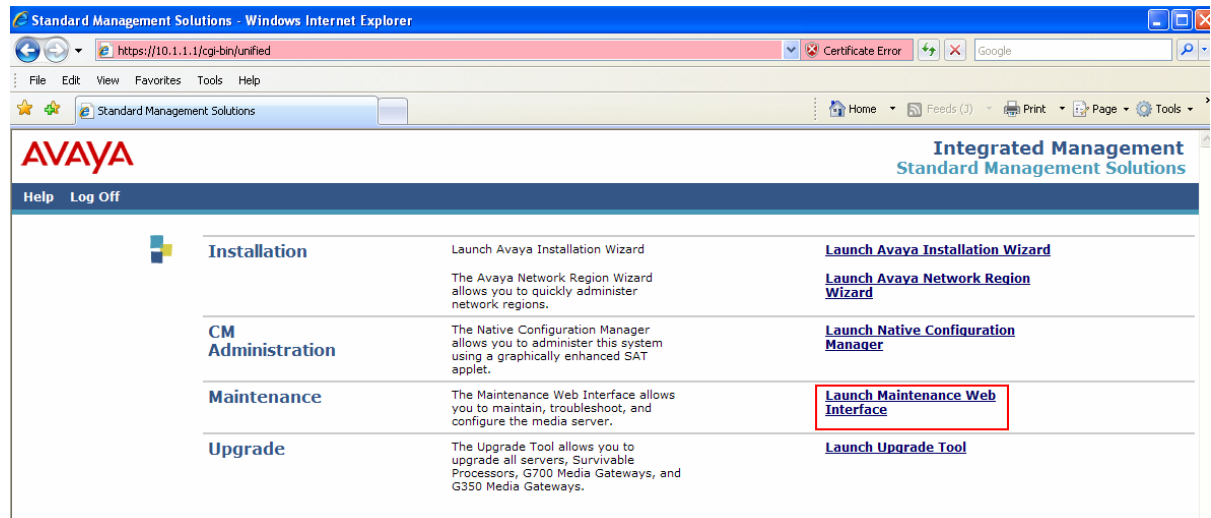 Standard Management Solutions - Windows Internet Explorer
https://10.1.1.1/cgi-bin/unified
Certificate Error
Google
File Edit View Favorites Tools Help
Standard Management Solutions
Home Feeds (J) Print Page Tools
AVAYA
Integrated Management
Standard Management Solutions
Help Log Off
Installation
Launch Avaya Installation Wizard
Launch Avaya Installation Wizard
The Avaya Network Region Wizard
allows you to quickly administer
network regions.
Launch Avaya Network Region
Wizard
CM
Administration
The Native Configuration Manager
allows you to administer this system
using a graphically enhanced SAT
applet.
Launch Native Configuration
Manager
Maintenance
The Maintenance Web Interface allows
you to maintain, troubleshoot, and
configure the media server.
Launch Maintenance Web
Interface
Upgrade
The Upgrade Tool allows you to
upgrade all servers, Survivable
Processors, G700 Media Gateways, and
G350 Media Gateways.
Launch Upgrade Tool